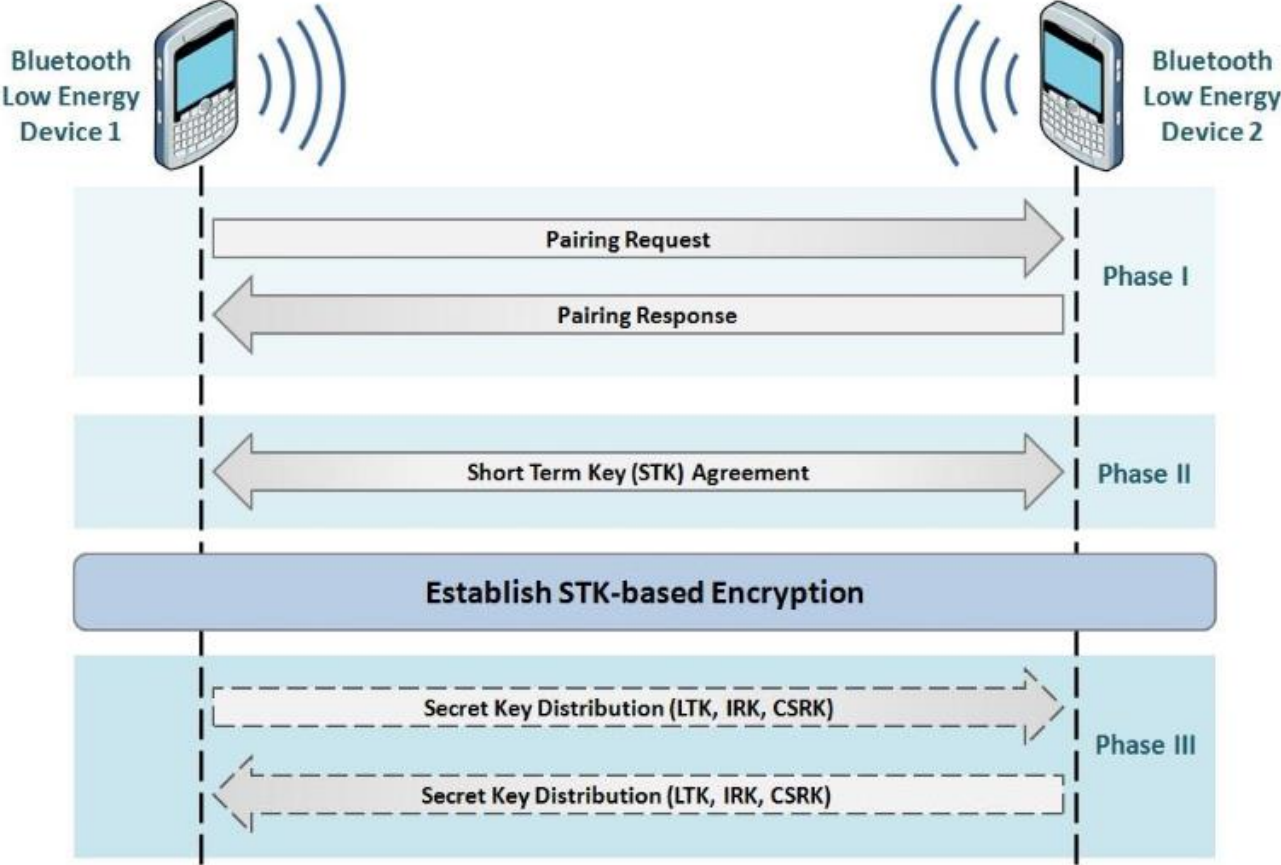 Bluetooth
Low Energy
Device 1
Bluetooth
Low Energy
Device 2
Pairing Request
Phase I
Pairing Response
Short Term Key (STK) Agreement
Phase II
Establish STK-based Encryption
Secret Key Distribution (LTK, IRK, CSRK)
Phase III
Secret Key Distribution (LTK, IRK, CSRK)